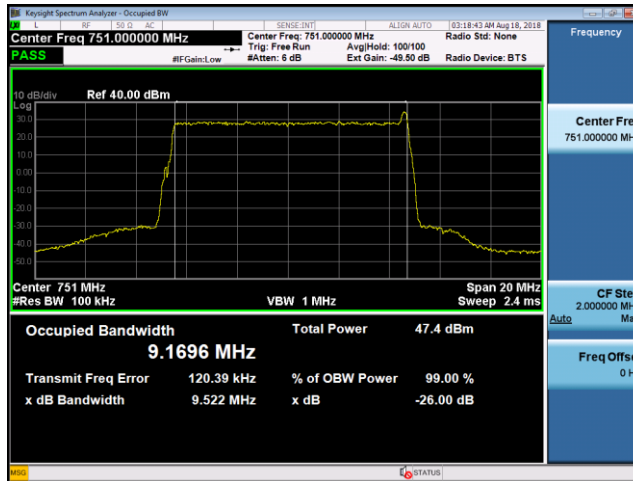 Keysight Spectrum Analyzer - Occupied BW
L RF 50 Ω AC SENSE:INT ALIGN AUTO 03:18:43 AM Aug 18, 2018
Center Freq 751.000000 MHz
Center Freq: 751.000000 MHz Radio Std: None
Trig: Free Run Avg|Hold: 100/100
PASS #IFGain:Low #Atten: 6 dB Ext Gain: -49.50 dB Radio Device: BTS
10 dB/div Ref 40.00 dBm
Log
30.0
20.0
10.0
0.00
-10.0
-20.0
-30.0
-40.0
-50.0
Center 751 MHz Span 20 MHz
#Res BW 100 kHz VBW 1 MHz Sweep 2.4 ms
Occupied Bandwidth Total Power 47.4 dBm
9.1696 MHz
Transmit Freq Error 120.39 kHz % of OBW Power 99.00 %
x dB Bandwidth 9.522 MHz x dB -26.00 dB
MSG STATUS
Frequency
Center Fre
751.000000 MH
CF Ste
2.000000 MH
Auto Ma
Freq Offs
0 H